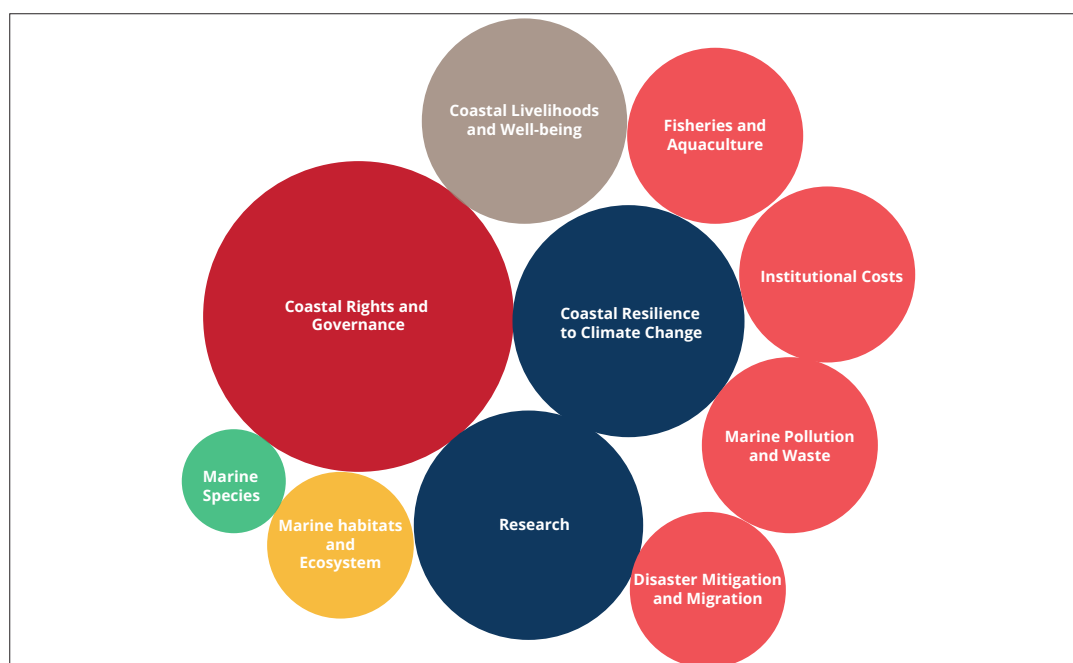 Coastal Livelihoods
and Well-being
Fisheries and
Aquaculture
Institutional Costs
Coastal Rights and
Governance
Coastal Resilience
to Climate Change
Marine Pollution
and Waste
Marine
Species
Marine habitats
and
Ecosystem
Research
Disaster Mitigation
and Migration